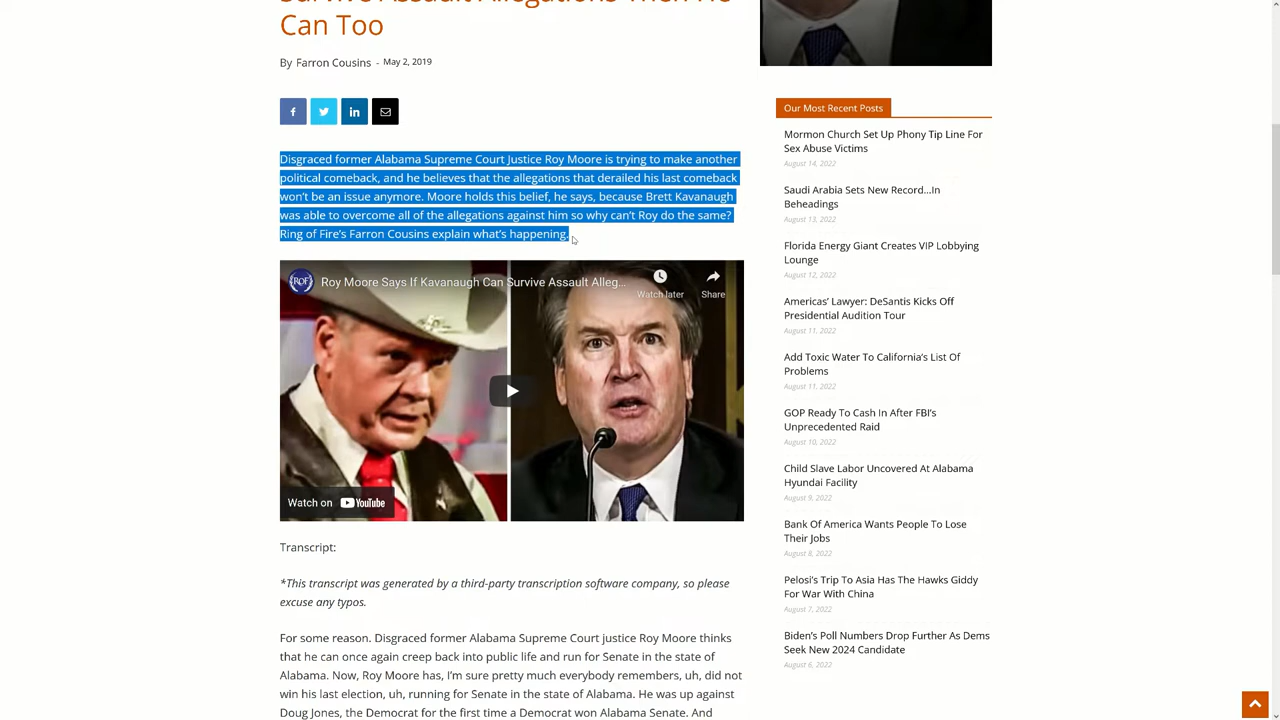 Survive Assault Allegations Then He
Can Too
By Farron Cousins - May 2, 2019
Disgraced former Alabama Supreme Court Justice Roy Moore is trying to make another
political comeback, and he believes that the allegations that derailed his last comeback
won't be an issue anymore. Moore holds this belief, he says, because Brett Kavanaugh
was able to overcome all of the allegations against him so why can't Roy do the same?
Ring of Fire's Farron Cousins explain what's happening.
ROF
Roy Moore Says If Kavanaugh Can Survive Assault Alleg...
Watch later
Share
Watch on YouTube
Transcript:
*This transcript was generated by a third-party transcription software company, so please
excuse any typos.
For some reason. Disgraced former Alabama Supreme Court justice Roy Moore thinks
that he can once again creep back into public life and run for Senate in the state of
Alabama. Now, Roy Moore has, I'm sure pretty much everybody remembers, uh, did not
win his last election, uh, running for Senate in the state of Alabama. He was up against
Doug Jones, the Democrat for the first time a Democrat won Alabama Senate. And
Our Most Recent Posts
Mormon Church Set Up Phony Tip Line For
Sex Abuse Victims
August 14, 2022
Saudi Arabia Sets New Record...In
Beheadings
August 13, 2022
Florida Energy Giant Creates VIP Lobbying
Lounge
August 12, 2022
Americas' Lawyer: DeSantis Kicks Off
Presidential Audition Tour
August 11, 2022
Add Toxic Water To California's List Of
Problems
August 11, 2022
GOP Ready To Cash In After FBI's
Unprecedented Raid
August 10, 2022
Child Slave Labor Uncovered At Alabama
Hyundai Facility
August 9, 2022
Bank Of America Wants People To Lose
Their Jobs
August 8, 2022
Pelosi's Trip To Asia Has The Hawks Giddy
For War With China
August 7, 2022
Biden's Poll Numbers Drop Further As Dems
Seek New 2024 Candidate
August 6, 2022